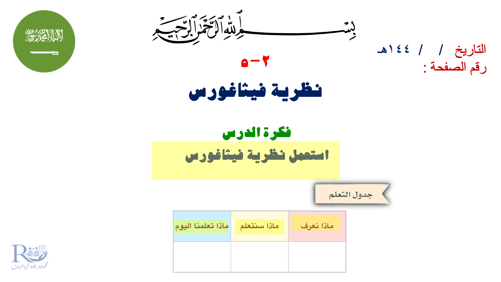 بسم الله الرحمن الرحيم
التاريخ / / ١٤٤هـ
رقم الصفحة :
٢-٥
نظرية فيثاغورس
فكرة الدرس
استعمل نظرية فيثاغورس
جدول التعلم
ماذا نعرف
ماذا سنتعلم
ماذا تعلمنا اليوم